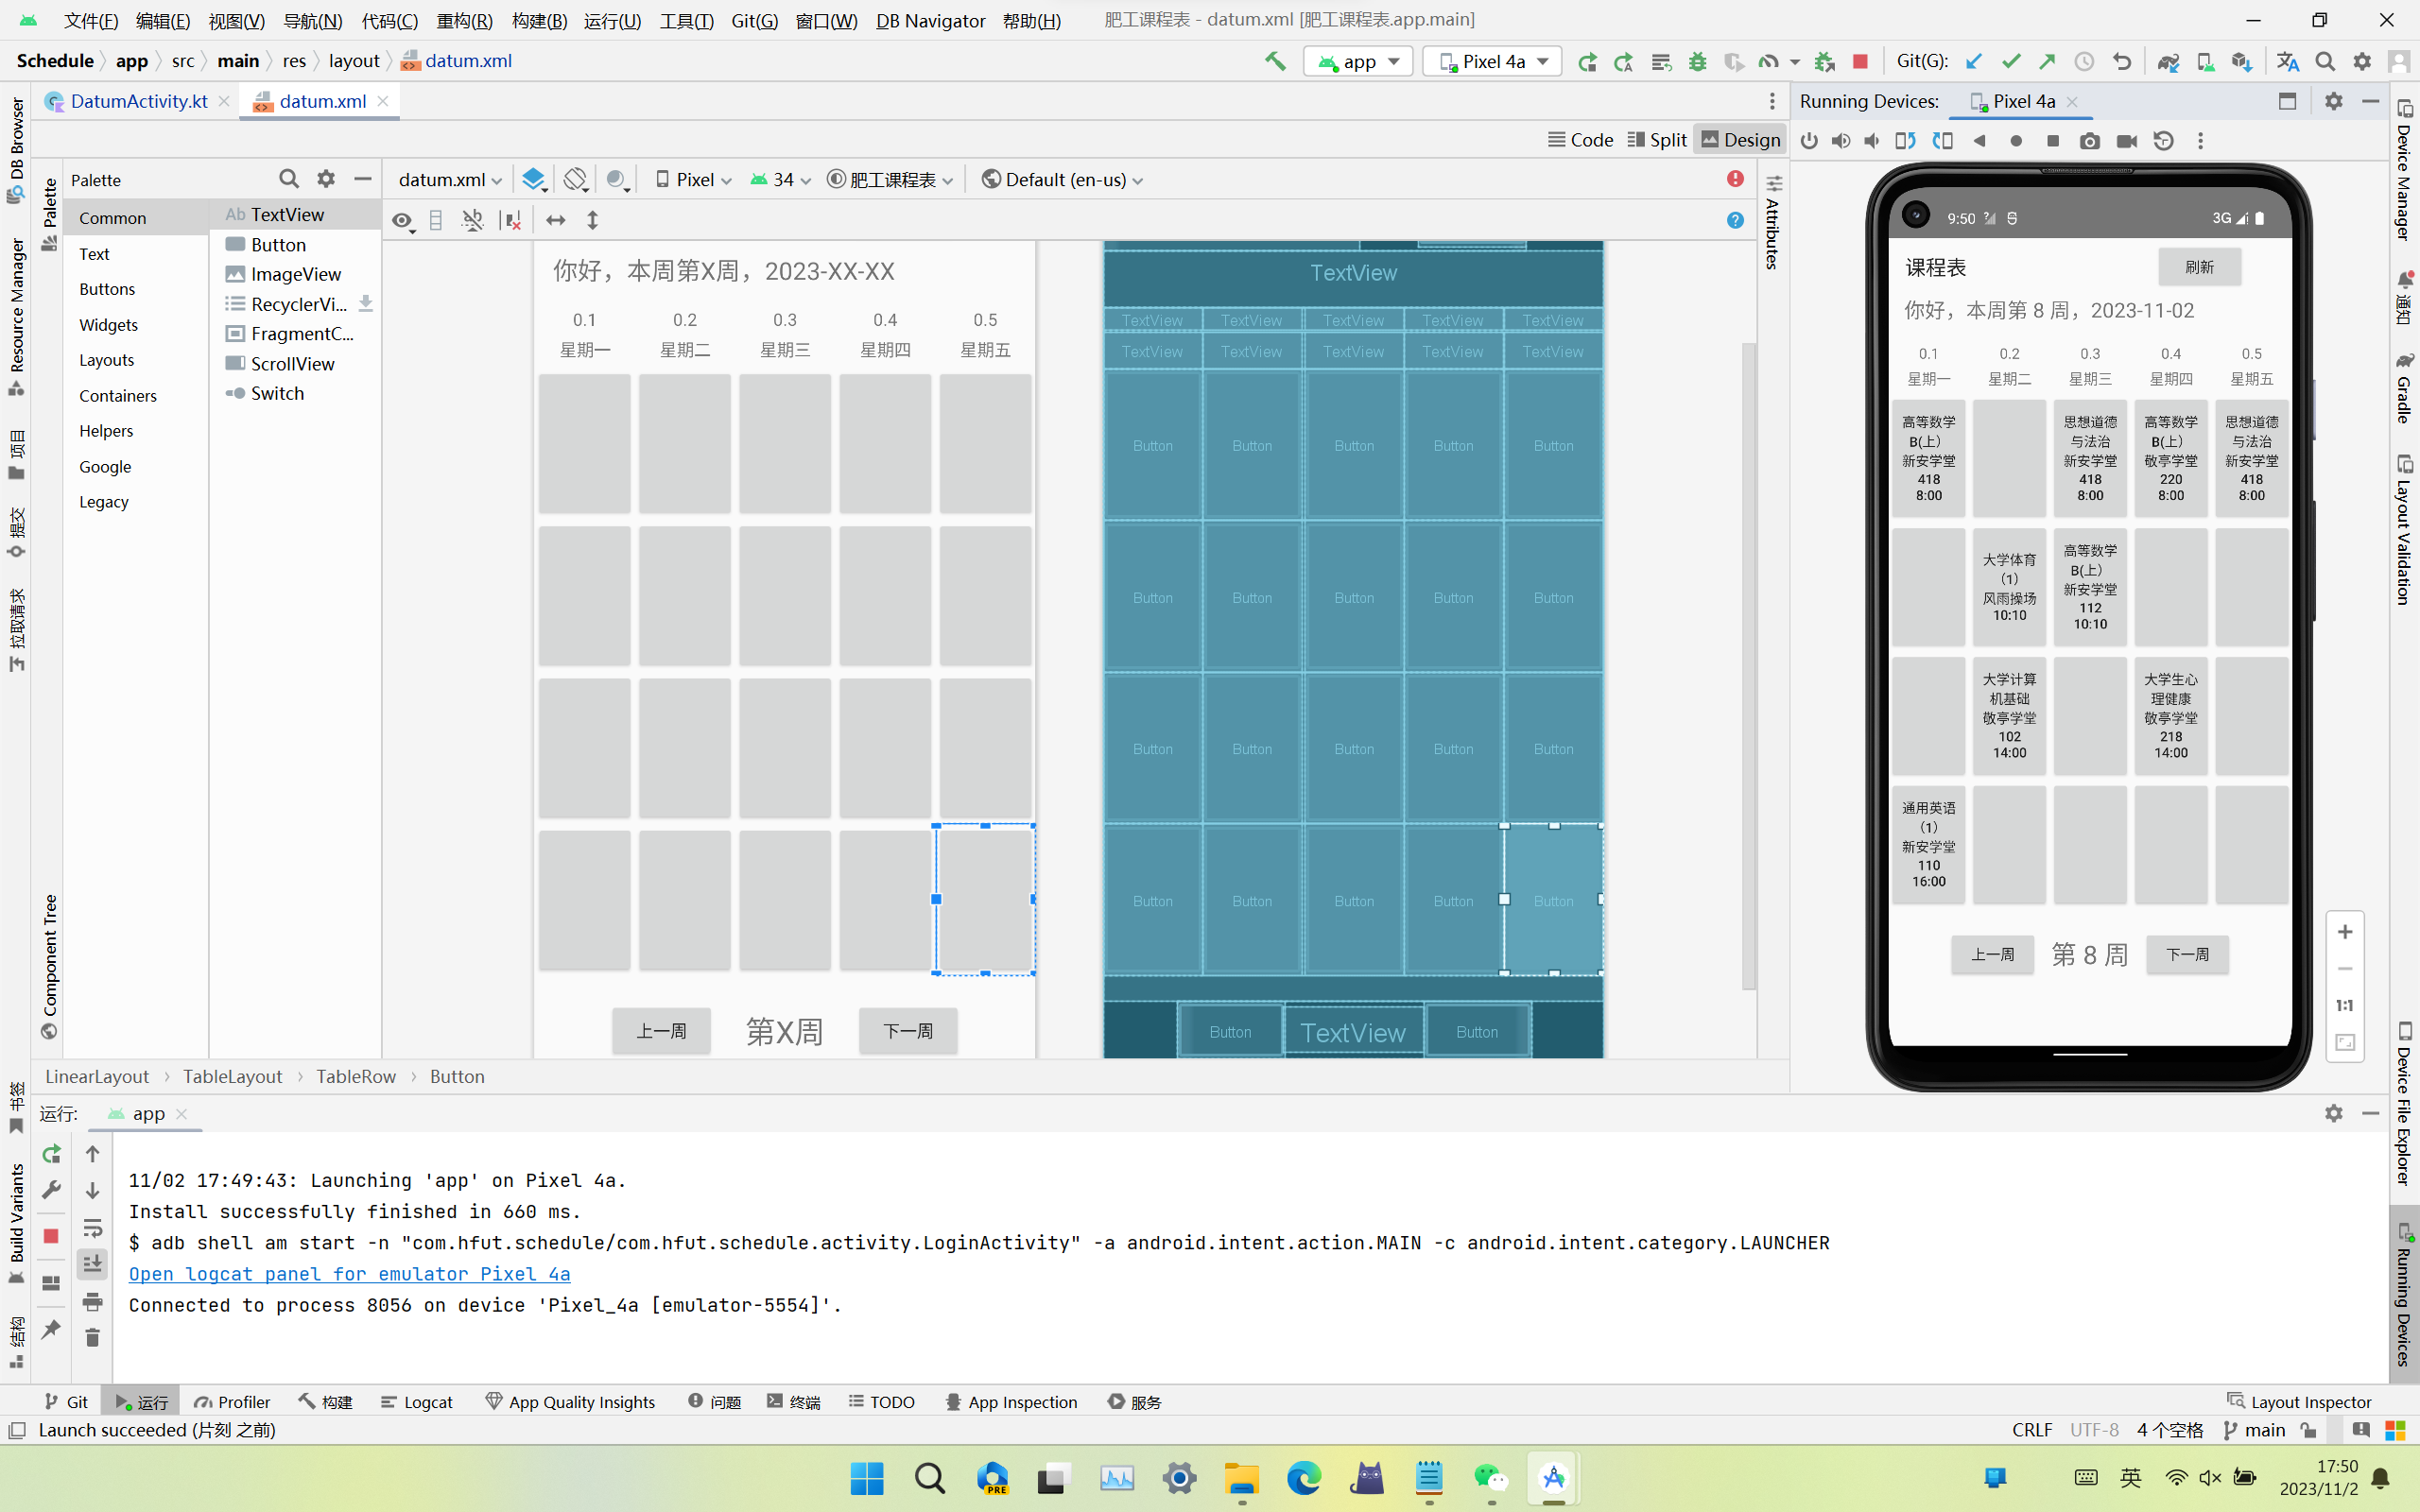 文件(F) 编辑(E) 视图(V) 导航(N) 代码(C) 重构(R) 构建(B) 运行(U) 工具(T) Git(G) 窗口(W) DB Navigator 帮助(H) 肥工课程表 - datum.xml [肥工课程表.app.main]
Schedule app src main res layout datum.xml app Pixel 4a Git(G):
DatumActivity.kt datum.xml Running Devices: Pixel 4a
Code Split Design
Palette datum.xml Pixel 34 肥工课程表 Default (en-us)
Common
Text
Buttons
Widgets
Layouts
Containers
Helpers
Google
Legacy
Ab TextView
Button
ImageView
RecyclerVi...
FragmentC...
ScrollView
Switch
DB Browser
Resource Manager
项目
提交
拉取请求
书签
Build Variants
结构
Palette
Component Tree
你好，本周第X周，2023-XX-XX
0.1 0.2 0.3 0.4 0.5
星期一 星期二 星期三 星期四 星期五
上一周 第X周 下一周
TextView
TextView TextView TextView TextView TextView
TextView TextView TextView TextView TextView
Button Button Button Button Button
Button Button Button Button Button
Button Button Button Button Button
Button Button Button Button Button
Button TextView Button
Attributes
9:50 3G
课程表 刷新
你好，本周第 8 周，2023-11-02
0.1 0.2 0.3 0.4 0.5
星期一 星期二 星期三 星期四 星期五
高等数学 思想道德 高等数学 思想道德
B(上) 与法治 B(上) 与法治
新安学堂 新安学堂 敬亭学堂 新安学堂
418 418 220 418
8:00 8:00 8:00 8:00
大学体育 高等数学
（1） B(上)
风雨操场 新安学堂
10:10 112
10:10
大学计算 大学生心
机基础 理健康
敬亭学堂 敬亭学堂
102 218
14:00 14:00
通用英语
（1）
新安学堂
110
16:00
上一周 第 8 周 下一周
1:1
Device Manager
通知
Gradle
Layout Validation
Device File Explorer
Running Devices
LinearLayout TableLayout TableRow Button
运行: app
11/02 17:49:43: Launching 'app' on Pixel 4a.
Install successfully finished in 660 ms.
$ adb shell am start -n "com.hfut.schedule/com.hfut.schedule.activity.LoginActivity" -a android.intent.action.MAIN -c android.intent.category.LAUNCHER
Open logcat panel for emulator Pixel 4a
Connected to process 8056 on device 'Pixel_4a [emulator-5554]'.
Git 运行 Profiler 构建 Logcat App Quality Insights 问题 终端 TODO App Inspection 服务 Layout Inspector
Launch succeeded (片刻 之前) CRLF UTF-8 4 个空格 main
PRE 英 17:50
2023/11/2